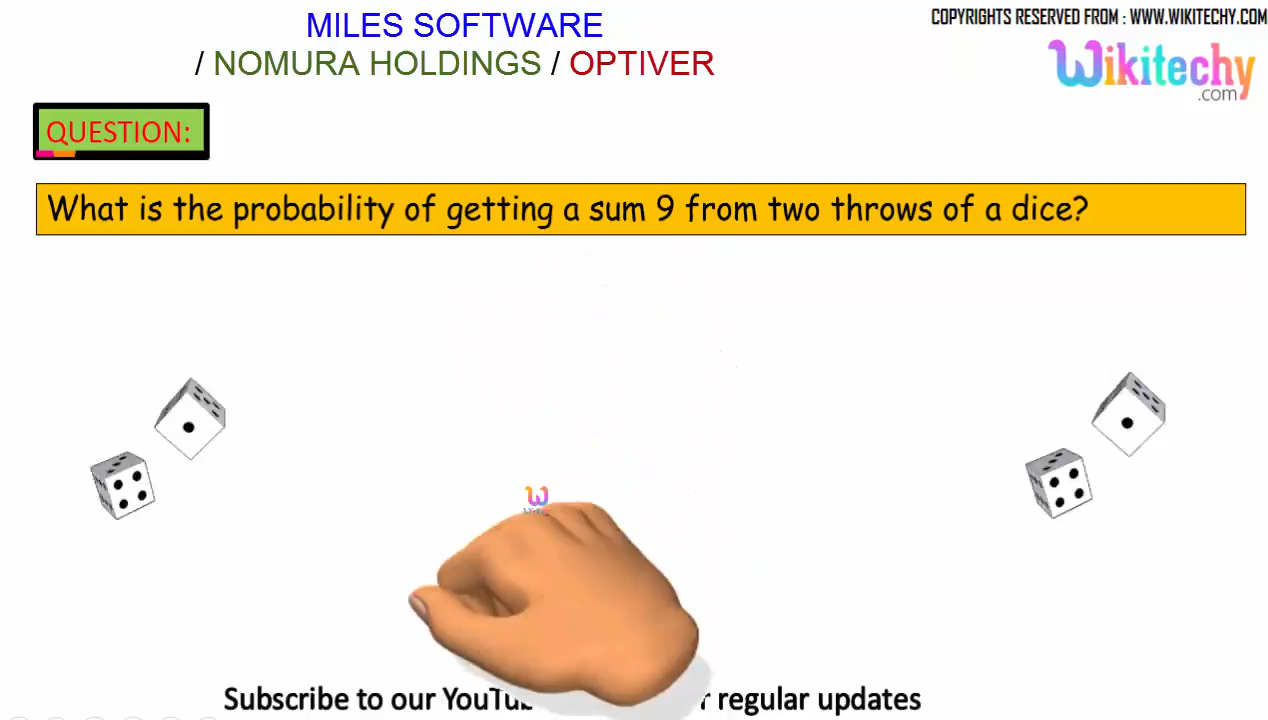 MILES SOFTWARE
/ NOMURA HOLDINGS / OPTIVER
COPYRIGHTS RESERVED FROM : WWW.WIKITECHY.COM
Wikitechy
.com
QUESTION:
What is the probability of getting a sum 9 from two throws of a dice?
Subscribe to our YouTub r regular updates